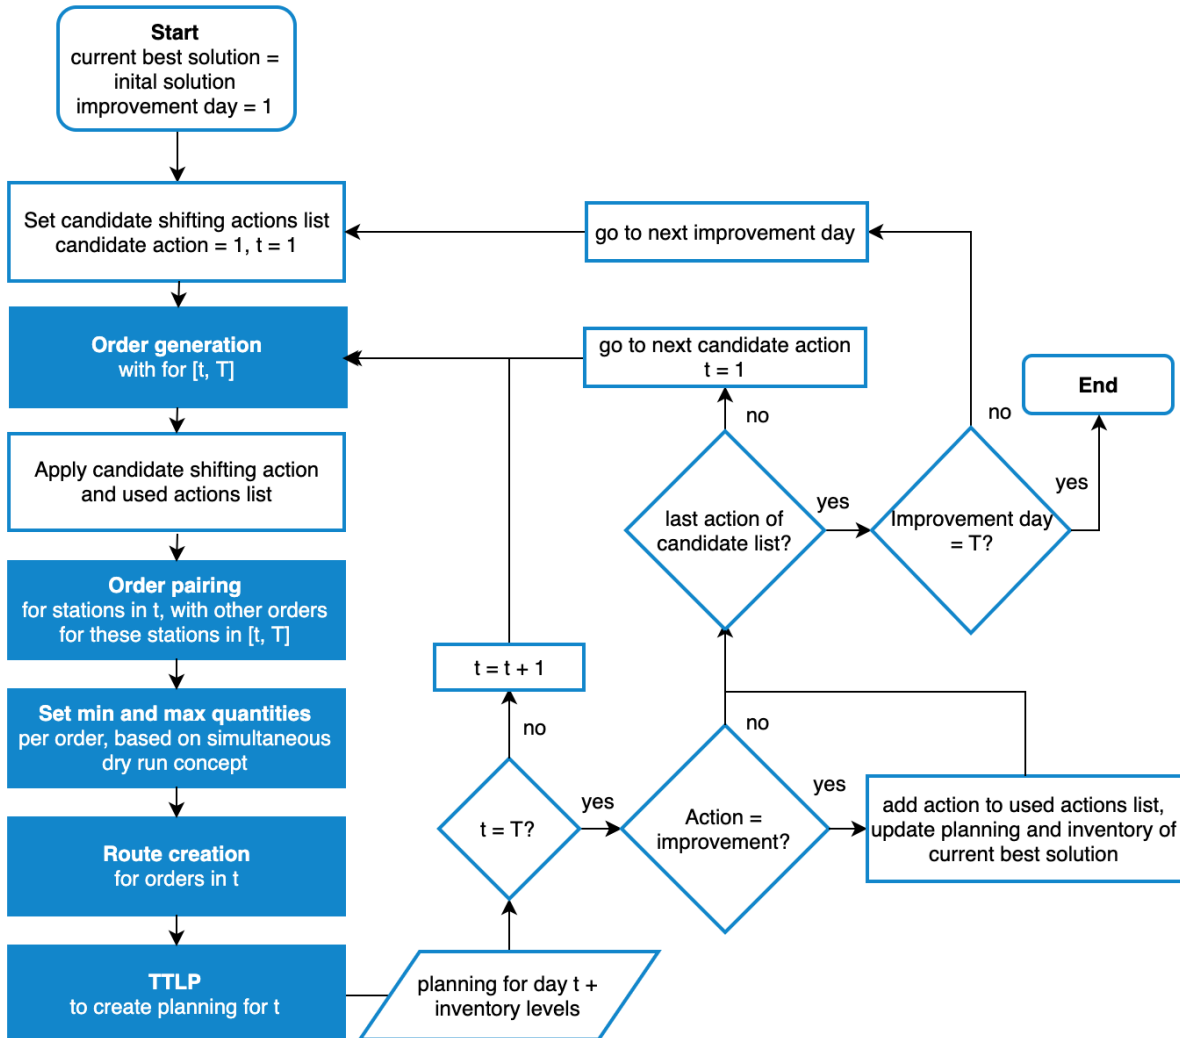 Start
current best solution =
inital solution
improvement day = 1
Set candidate shifting actions list
candidate action = 1, t = 1
go to next improvement day
Order generation
with for [t, T]
go to next candidate action
t = 1
End
no
no
Apply candidate shifting action
and used actions list
last action of
candidate list?
yes
Improvement day
= T?
yes
Order pairing
for stations in t, with other orders
for these stations in [t, T]
t = t + 1
Set min and max quantities
per order, based on simultaneous
dry run concept
no
no
t = T?
yes
Action =
improvement?
yes
add action to used actions list,
update planning and inventory of
current best solution
Route creation
for orders in t
TTLP
to create planning for t
planning for day t +
inventory levels